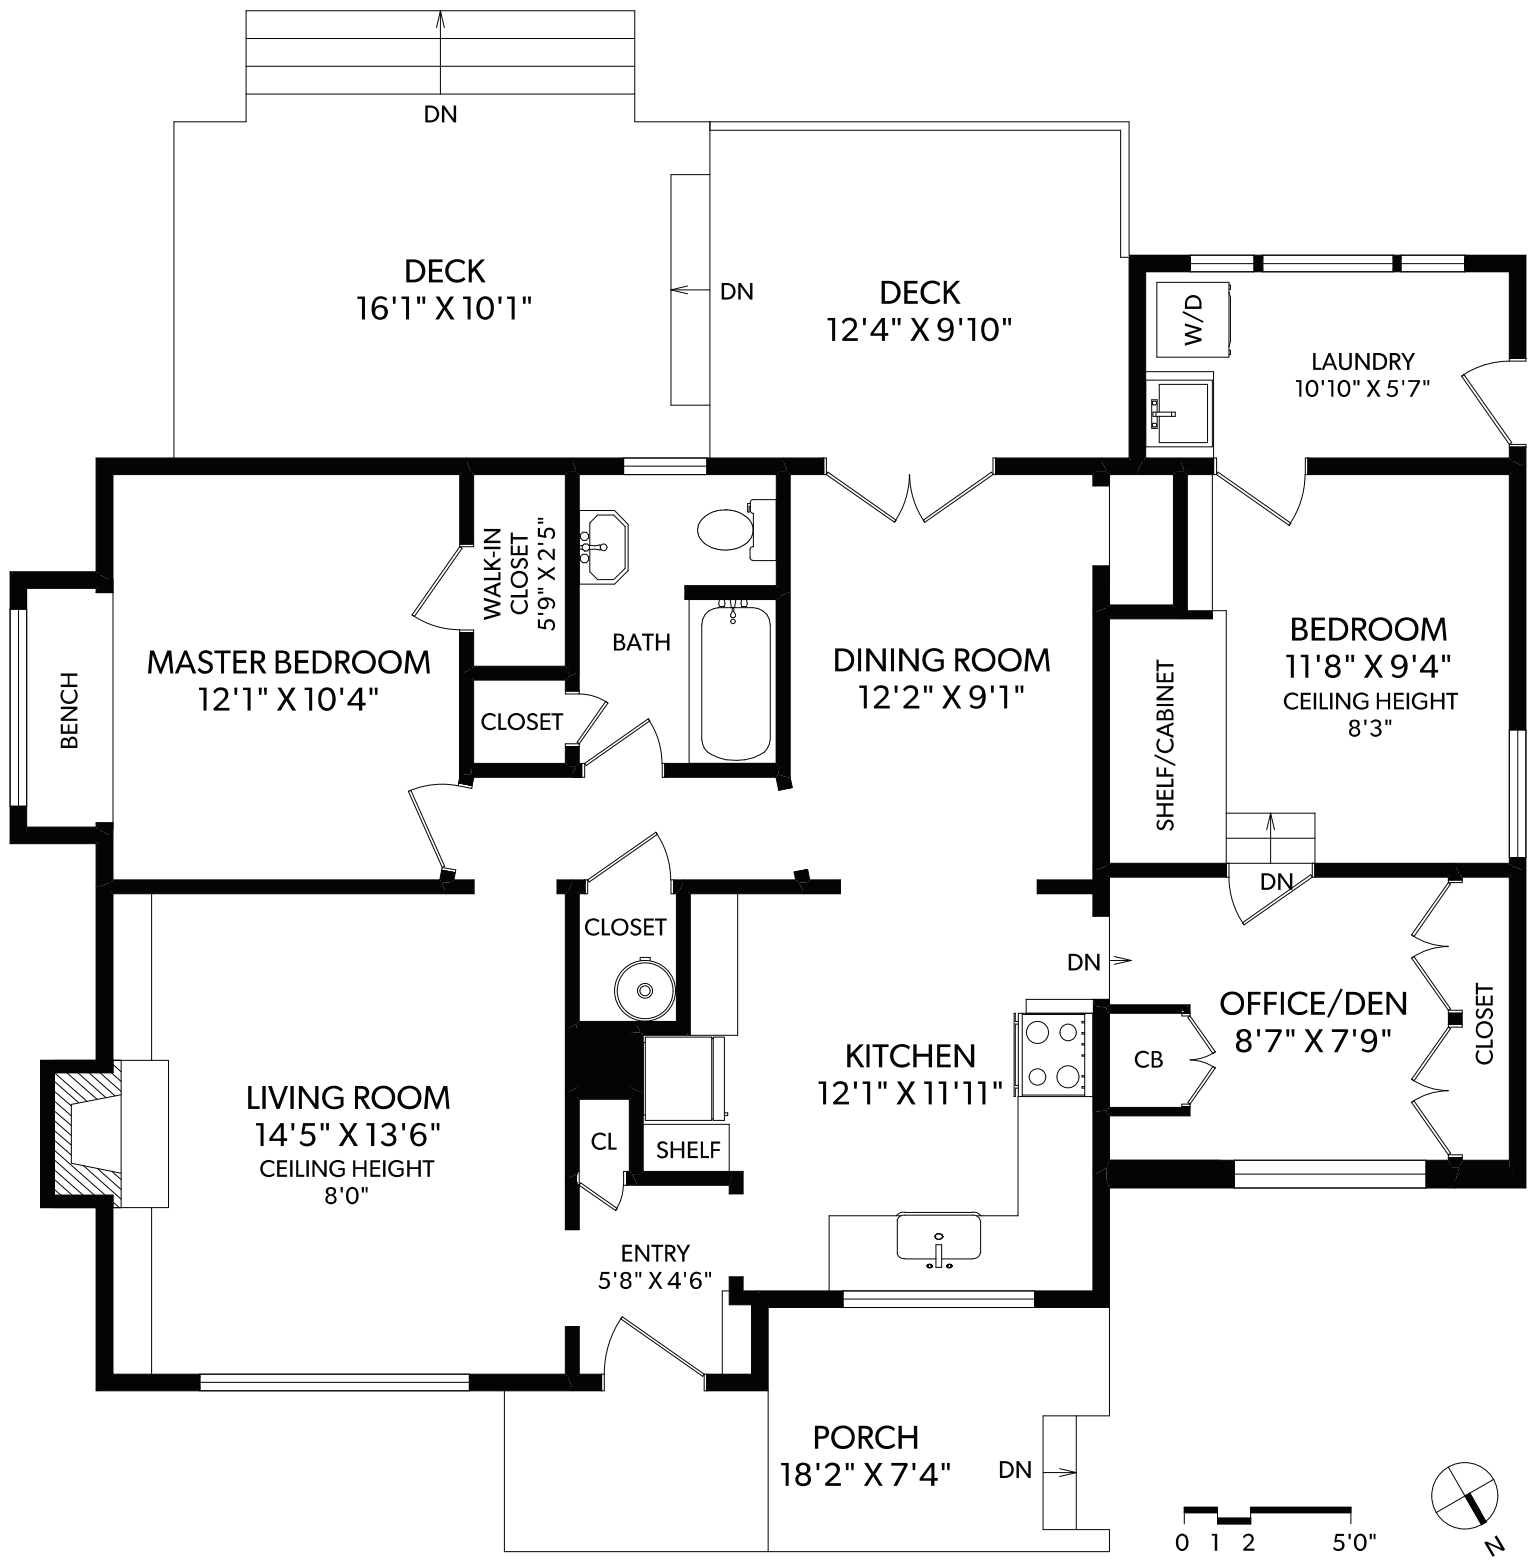 DN
DECK
16'1" X 10'1"
DN
DECK
12'4" X 9'10"
W/D
LAUNDRY
10'10" X 5'7"
BENCH
MASTER BEDROOM
12'1" X 10'4"
WALK-IN
CLOSET
5'9" X 2'5"
CLOSET
BATH
DINING ROOM
12'2" X 9'1"
SHELF/CABINET
BEDROOM
11'8" X 9'4"
CEILING HEIGHT
8'3"
DN
CLOSET
DN
OFFICE/DEN
8'7" X 7'9"
CLOSET
CB
LIVING ROOM
14'5" X 13'6"
CEILING HEIGHT
8'0"
KITCHEN
12'1" X 11'11"
CL
SHELF
ENTRY
5'8" X 4'6"
PORCH
18'2" X 7'4"
DN
0 1 2 5'0"
N